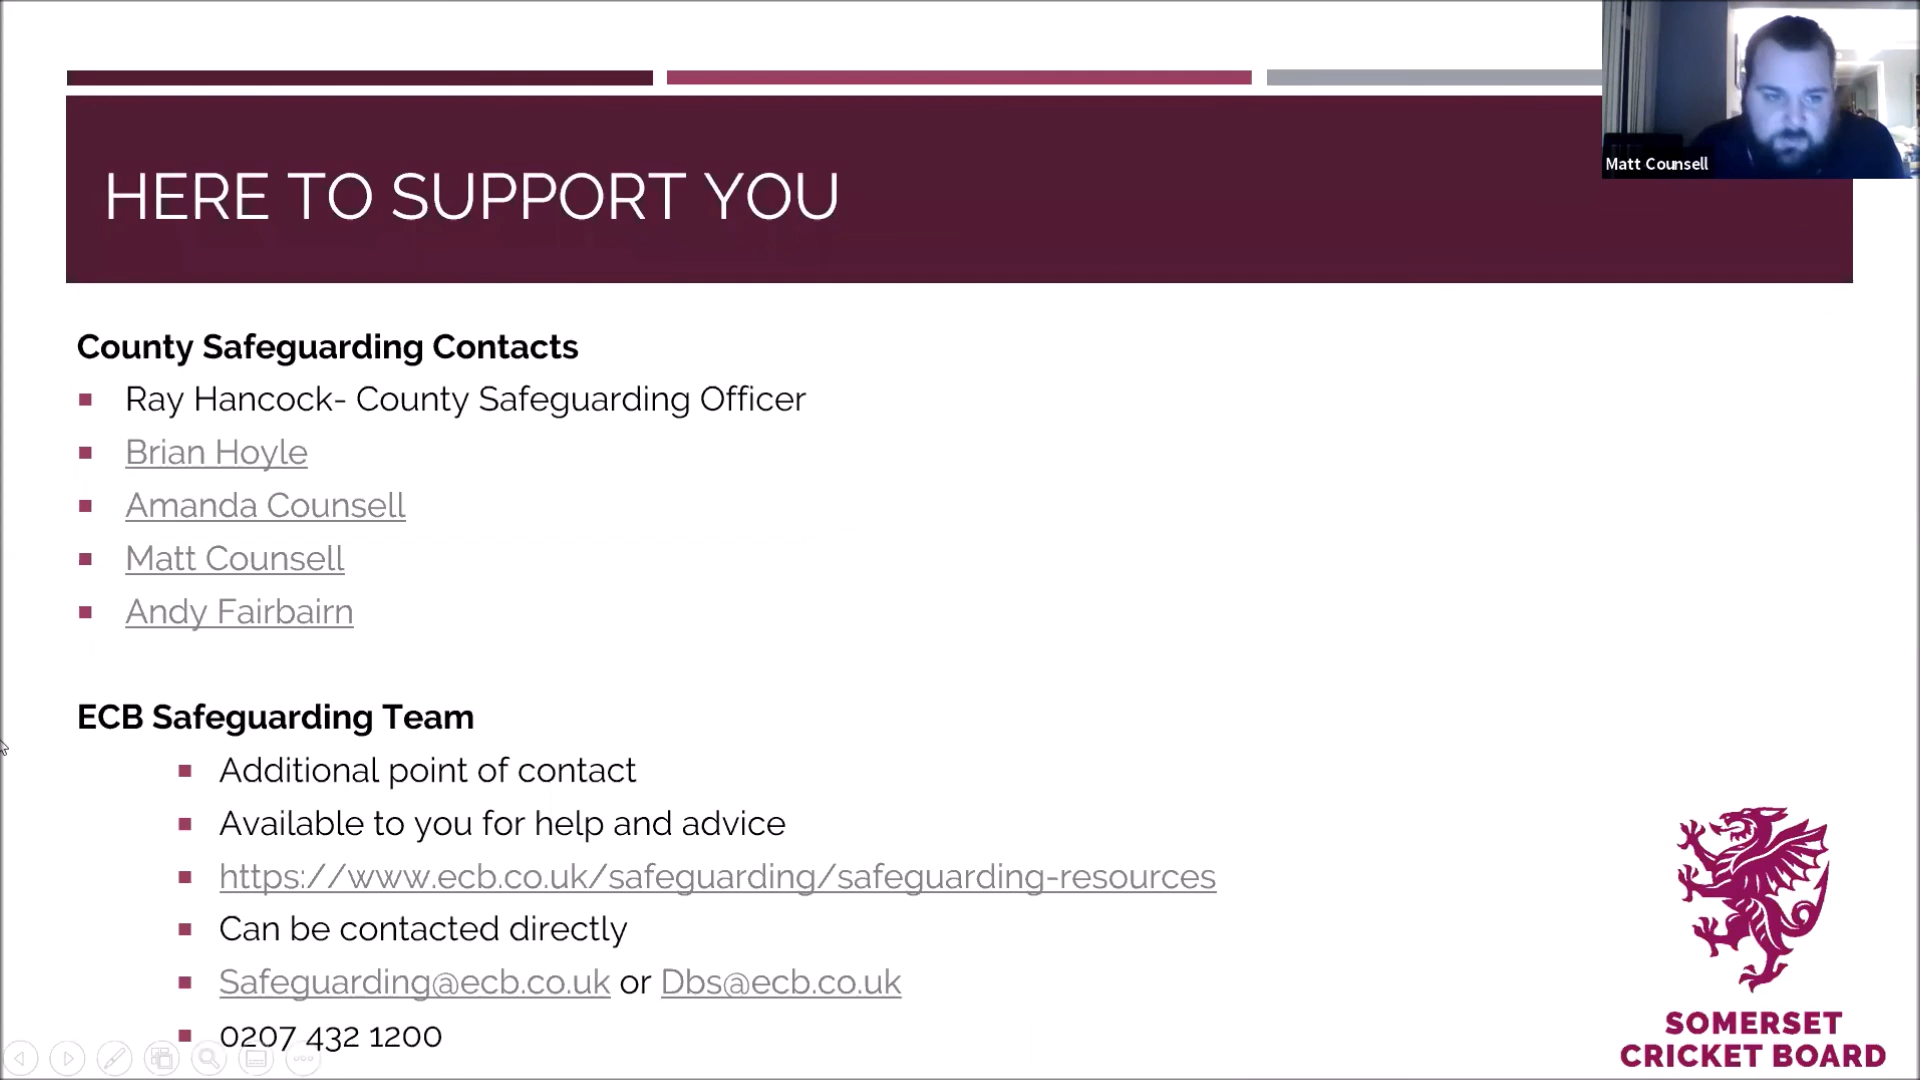 Matt Counsell
HERE TO SUPPORT YOU
County Safeguarding Contacts
Ray Hancock- County Safeguarding Officer
Brian Hoyle
Amanda Counsell
Matt Counsell
Andy Fairbairn
ECB Safeguarding Team
Additional point of contact
Available to you for help and advice
https://www.ecb.co.uk/safeguarding/safeguarding-resources
Can be contacted directly
Safeguarding@ecb.co.uk or Dbs@ecb.co.uk
0207 432 1200
SOMERSET
CRICKET BOARD